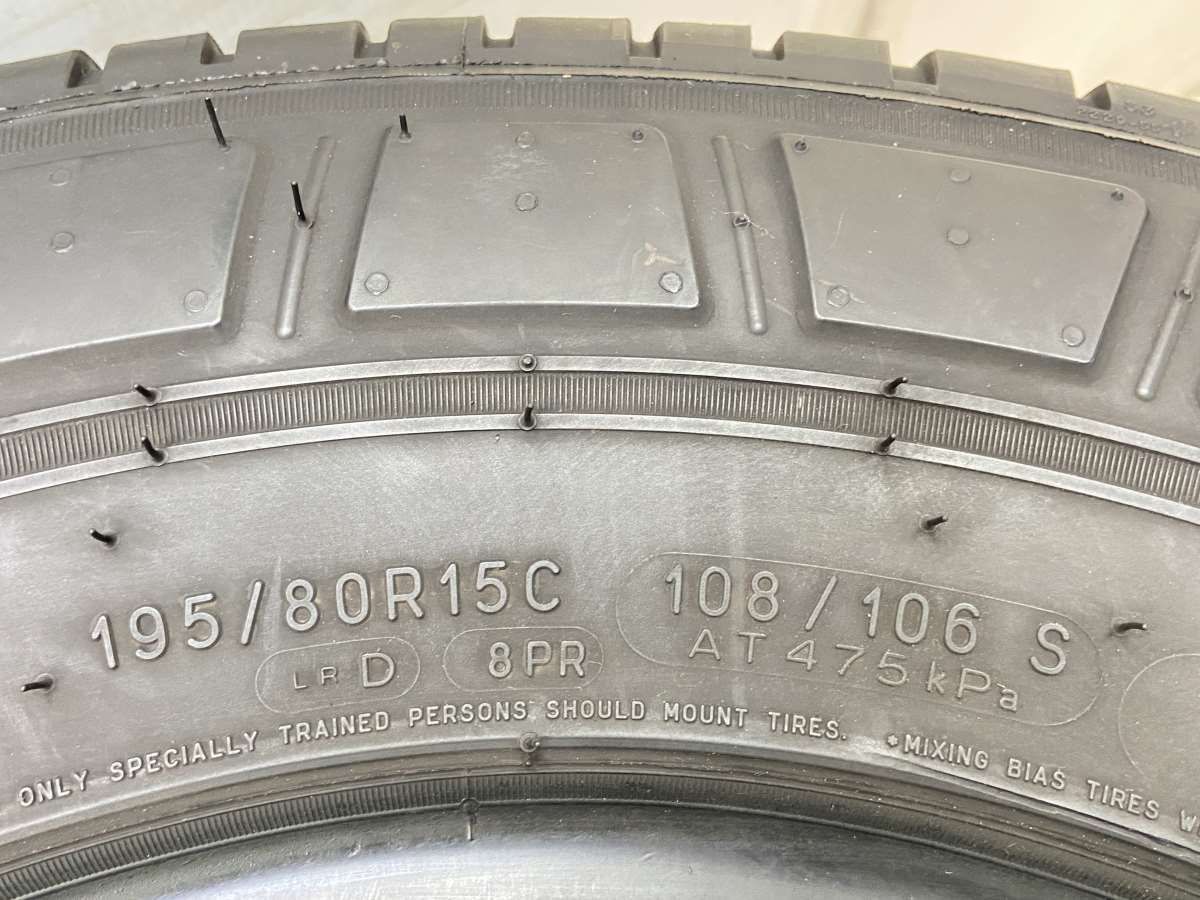 195/80R15C
108/106 S
LR D
8PR
AT 475 kPa
ONLY SPECIALLY TRAINED PERSONS SHOULD MOUNT TIRES. *MIXING BIAS TIRES